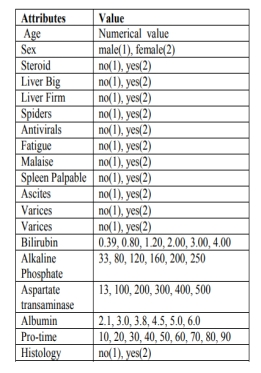 Attributes Value
Age Numerical value
Sex male(1), female(2)
Steroid no(1), yes(2)
Liver Big no(1), yes(2)
Liver Firm no(1), yes(2)
Spiders no(1), yes(2)
Antivirals no(1), yes(2)
Fatigue no(1), yes(2)
Malaise no(1), yes(2)
Spleen Palpable no(1), yes(2)
Ascites no(1), yes(2)
Varices no(1), yes(2)
Varices no(1), yes(2)
Bilirubin 0.39, 0.80, 1.20, 2.00, 3.00, 4.00
Alkaline 33, 80, 120, 160, 200, 250
Phosphate
Aspartate 13, 100, 200, 300, 400, 500
transaminase
Albumin 2.1, 3.0, 3.8, 4.5, 5.0, 6.0
Pro-time 10, 20, 30, 40, 50, 60, 70, 80, 90
Histology no(1), yes(2)